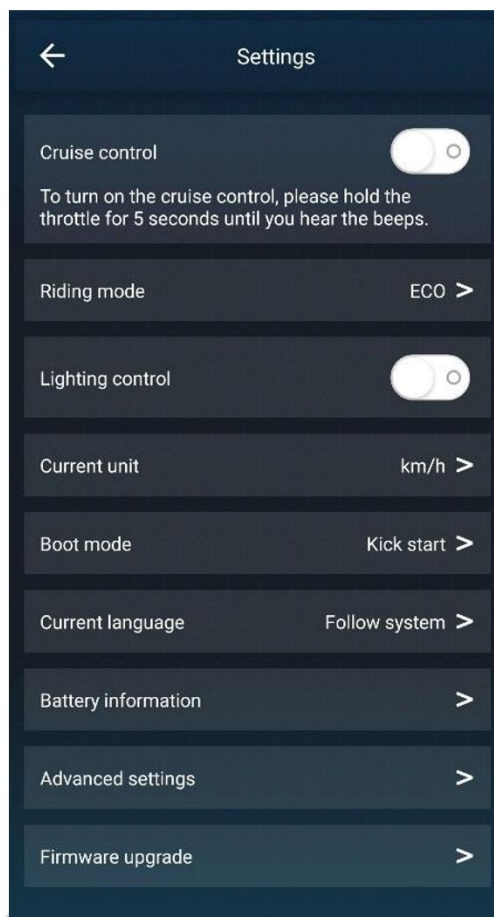 Settings
Cruise control
To turn on the cruise control, please hold the
throttle for 5 seconds until you hear the beeps.
Riding mode ECO >
Lighting control
Current unit km/h >
Boot mode Kick start >
Current language Follow system >
Battery information >
Advanced settings >
Firmware upgrade >